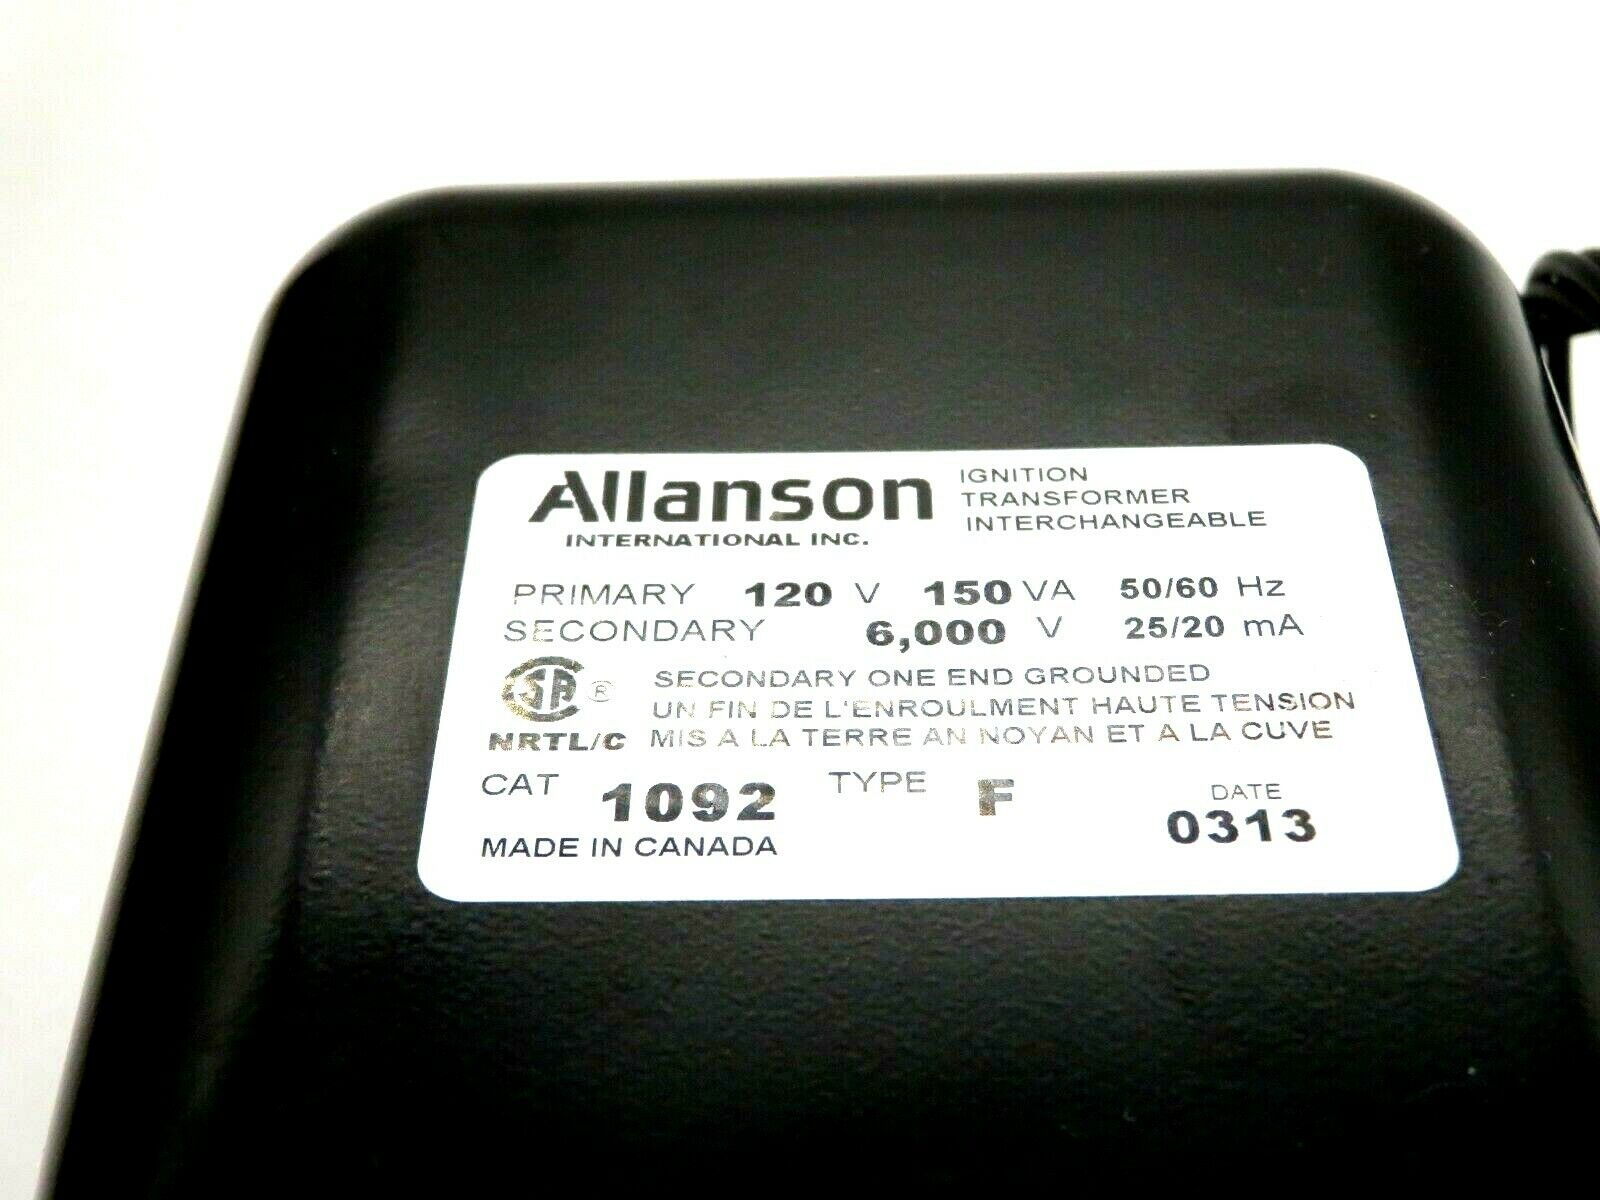 Allanson
INTERNATIONAL INC.
IGNITION
TRANSFORMER
INTERCHANGEABLE
PRIMARY 120 V 150 VA 50/60 Hz
SECONDARY 6,000 V 25/20 mA
CSA ® SECONDARY ONE END GROUNDED
UN FIN DE L'ENROULMENT HAUTE TENSION
NRTL/C MIS A LA TERRE AN NOYAN ET A LA CUVE
CAT 1092 TYPE F DATE
0313
MADE IN CANADA